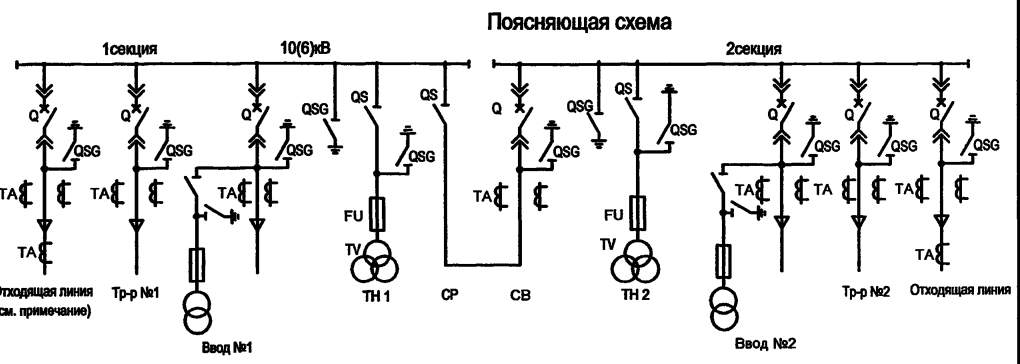 Поясняющая схема
1секция
10(6)кВ
2секция
Q
Q
Q
QSG
QS
QS
Q
QSG
QS
Q
Q
Q
QSG
QSG
QSG
QSG
QSG
QSG
QSG
QSG
QSG
TA
TA
TA
TA
TA
TA
TA
FU
FU
TV
TV
TA
TA
Отходящая линия
см. примечание)
Тр-р №1
Ввод №1
ТН 1
СР
СВ
ТН 2
Ввод №2
Тр-р №2
Отходящая линия